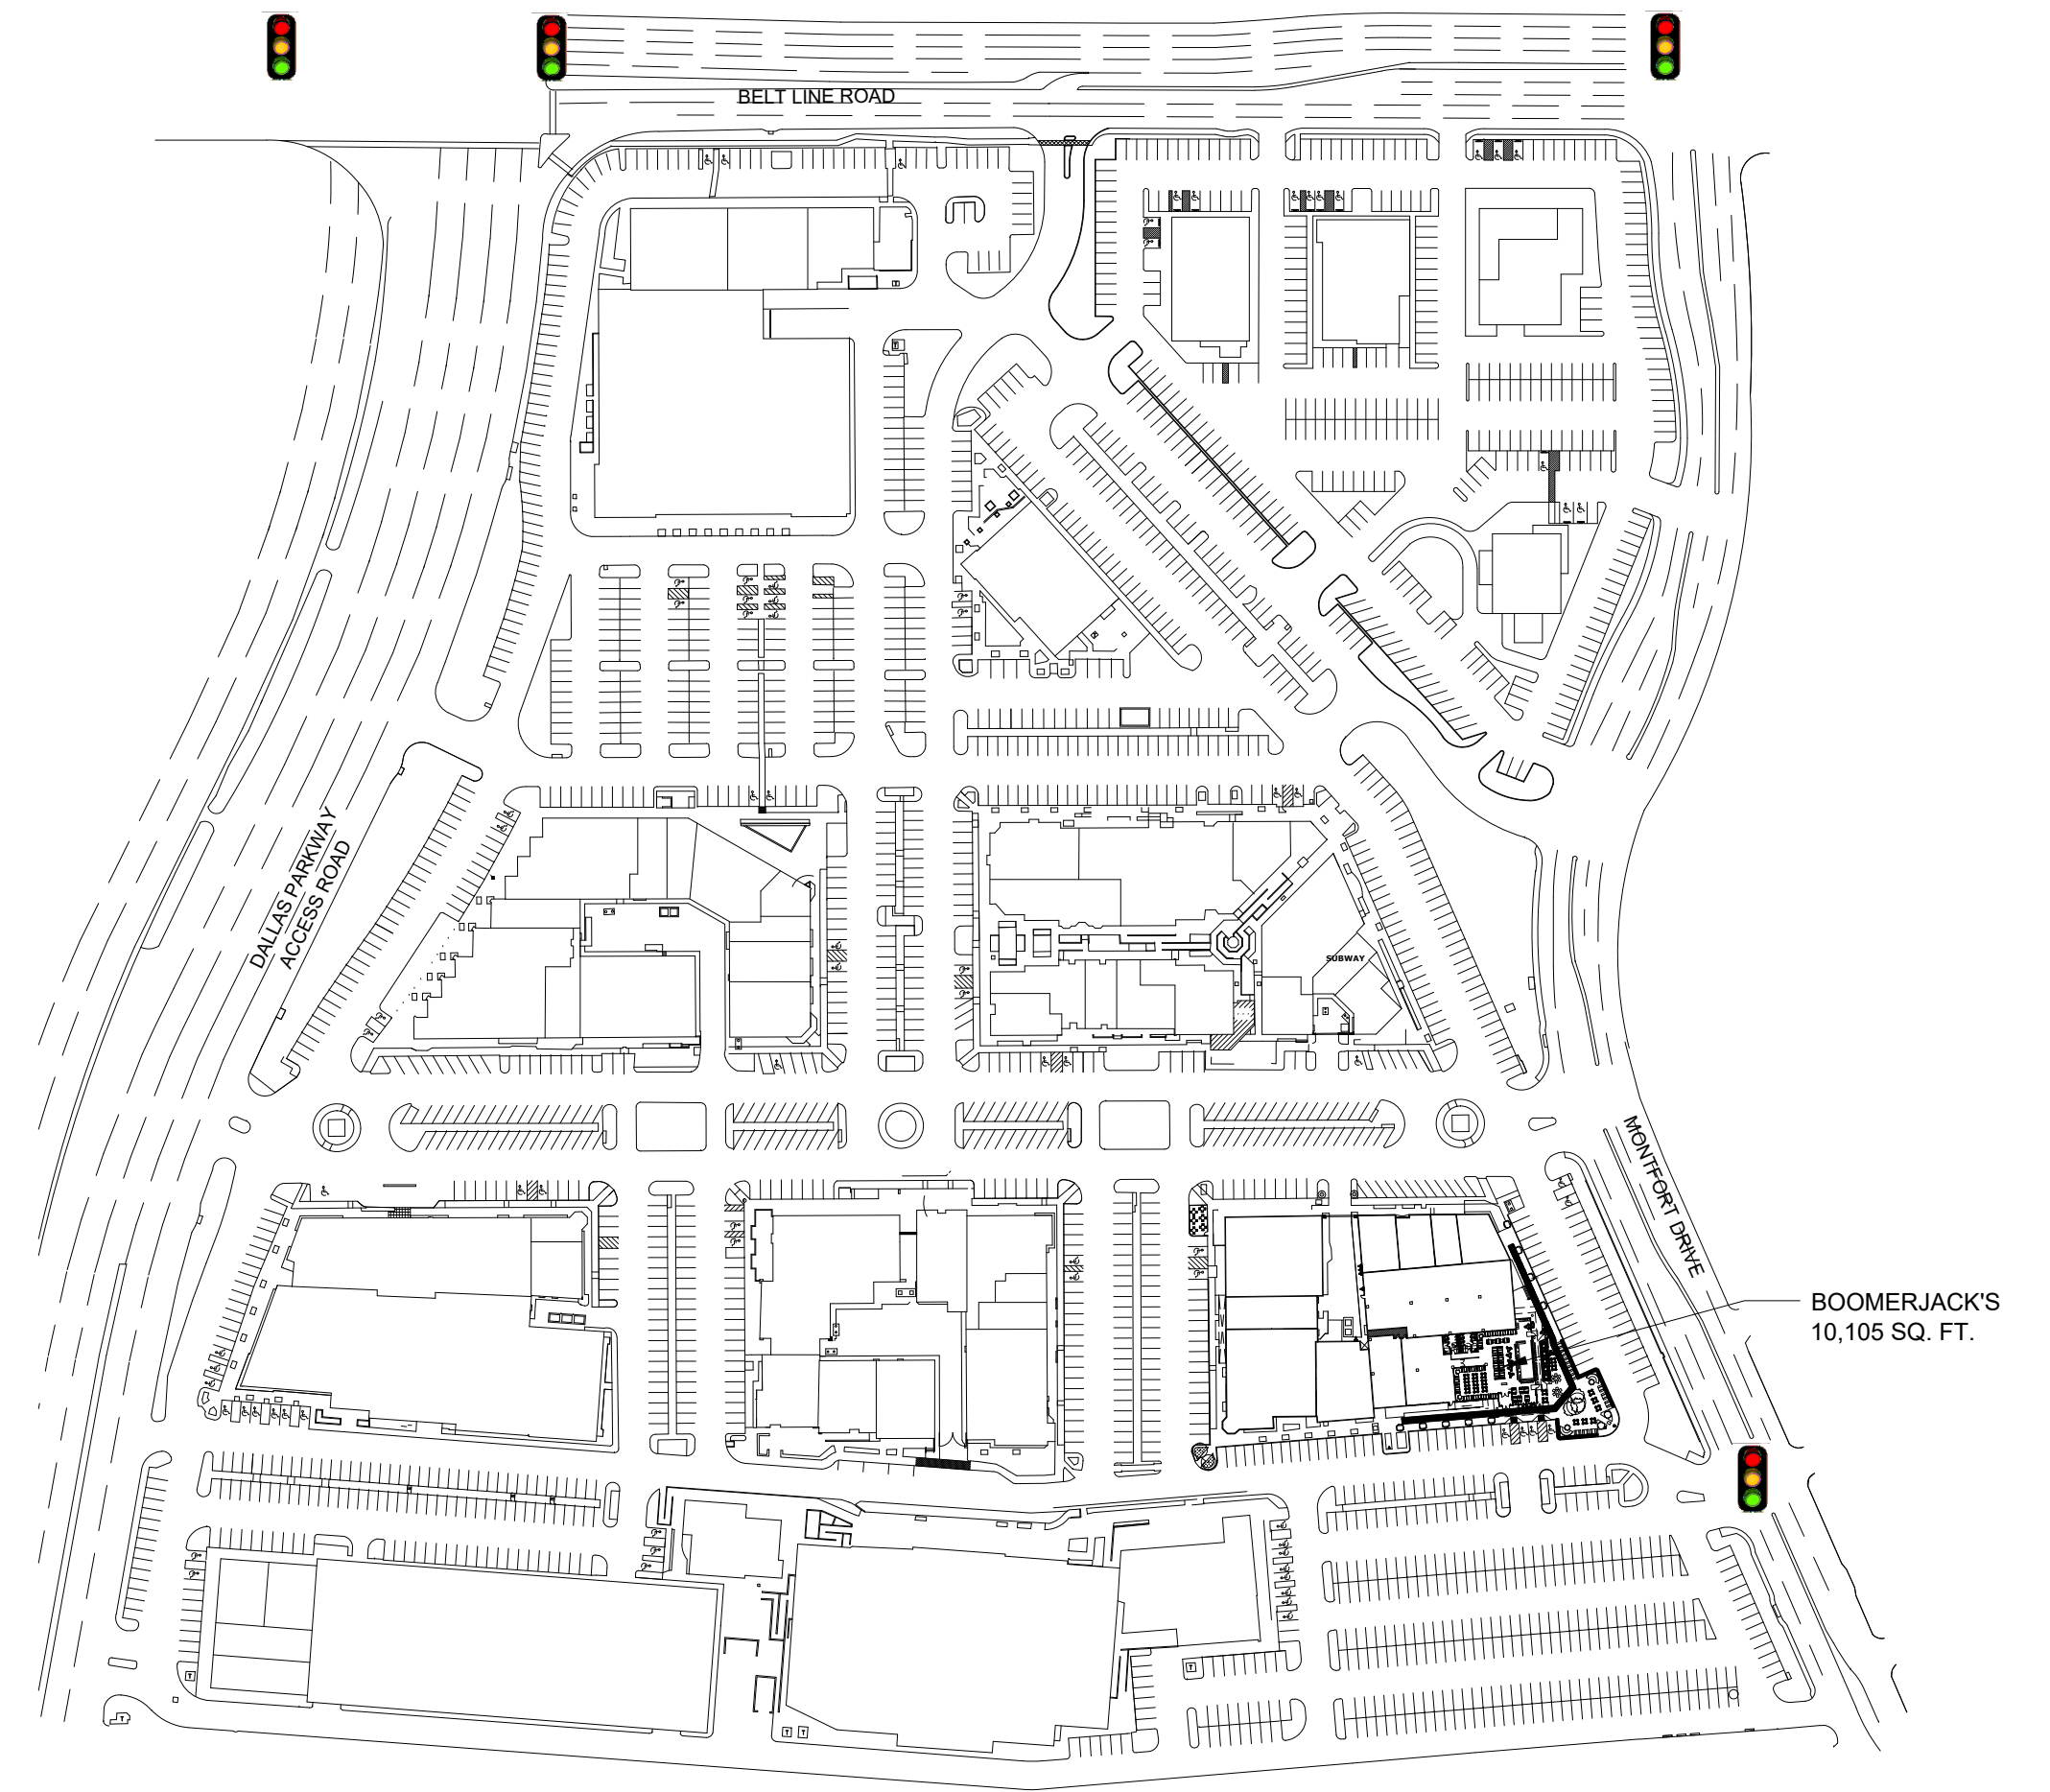 BELT LINE ROAD
DALLAS PARKWAY
ACCESS ROAD
SUBWAY
MONTFORT DRIVE
BOOMERJACK'S
10,105 SQ. FT.
T
T
T
T
T
T
T